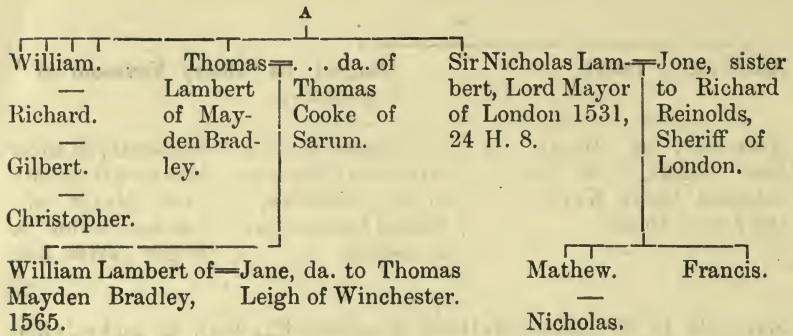 A
William.
—
Richard.
—
Gilbert.
—
Christopher.
Thomas=. . . da. of
Lambert Thomas
of May- Cooke of
den Brad- Sarum.
ley.
Sir Nicholas Lam-=Jone, sister
bert, Lord Mayor to Richard
of London 1531, Reinolds,
24 H. 8. Sheriff of
London.
William Lambert of=Jane, da. to Thomas
Mayden Bradley, Leigh of Winchester.
1565.
Mathew. Francis.
—
Nicholas.